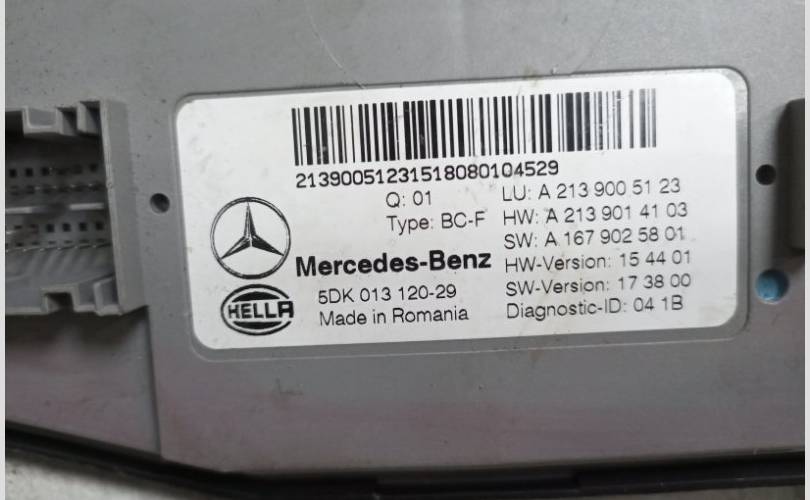 21390051231518080104529
Q: 01
Type: BC-F
Mercedes-Benz
HELLA
5DK 013 120-29
Made in Romania
LU: A 213 900 51 23
HW: A 213 901 41 03
SW: A 167 902 58 01
HW-Version: 15 44 01
SW-Version: 17 38 00
Diagnostic-ID: 04 1B